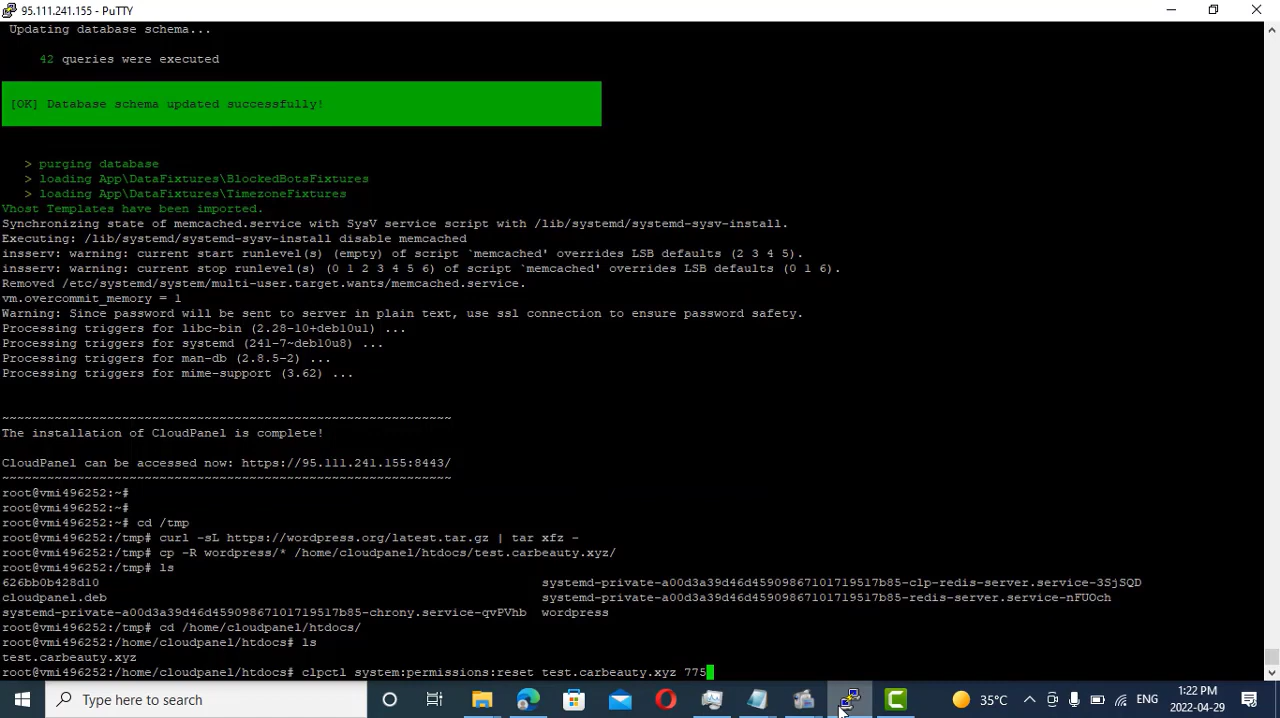 95.111.241.155 - PuTTY
Updating database schema...
42 queries were executed
[OK] Database schema updated successfully!
> purging database
> loading App\DataFixtures\BlockedBotsFixtures
> loading App\DataFixtures\TimezoneFixtures
Vhost Templates have been imported.
Synchronizing state of memcached.service with SysV service script with /lib/systemd/systemd-sysv-install.
Executing: /lib/systemd/systemd-sysv-install disable memcached
insserv: warning: current start runlevel(s) (empty) of script `memcached' overrides LSB defaults (2 3 4 5).
insserv: warning: current stop runlevel(s) (0 1 2 3 4 5 6) of script `memcached' overrides LSB defaults (0 1 6).
Removed /etc/systemd/system/multi-user.target.wants/memcached.service.
vm.overcommit_memory = 1
Warning: Since password will be sent to server in plain text, use ssl connection to ensure password safety.
Processing triggers for libc-bin (2.28-10+deb10u1) ...
Processing triggers for systemd (241-7~deb10u8) ...
Processing triggers for man-db (2.8.5-2) ...
Processing triggers for mime-support (3.62) ...
~~~~~~~~~~~~~~~~~~~~~~~~~~~~~~~~~~~~~~~~~~~~~~~~~~~~~~~~~~~~
The installation of CloudPanel is complete!
CloudPanel can be accessed now: https://95.111.241.155:8443/
~~~~~~~~~~~~~~~~~~~~~~~~~~~~~~~~~~~~~~~~~~~~~~~~~~~~~~~~~~~~
root@vmi496252:~#
root@vmi496252:~#
root@vmi496252:~# cd /tmp
root@vmi496252:/tmp# curl -sL https://wordpress.org/latest.tar.gz | tar xfz -
root@vmi496252:/tmp# cp -R wordpress/* /home/cloudpanel/htdocs/test.carbeauty.xyz/
root@vmi496252:/tmp# ls
626bb0b428d10 systemd-private-a00d3a39d46d45909867101719517b85-clp-redis-server.service-3SjSQD
cloudpanel.deb systemd-private-a00d3a39d46d45909867101719517b85-redis-server.service-nFUOch
systemd-private-a00d3a39d46d45909867101719517b85-chrony.service-qvPVhb wordpress
root@vmi496252:/tmp# cd /home/cloudpanel/htdocs/
root@vmi496252:/home/cloudpanel/htdocs# ls
test.carbeauty.xyz
root@vmi496252:/home/cloudpanel/htdocs# clpctl system:permissions:reset test.carbeauty.xyz 775
Type here to search
35°C
ENG
1:22 PM
2022-04-29